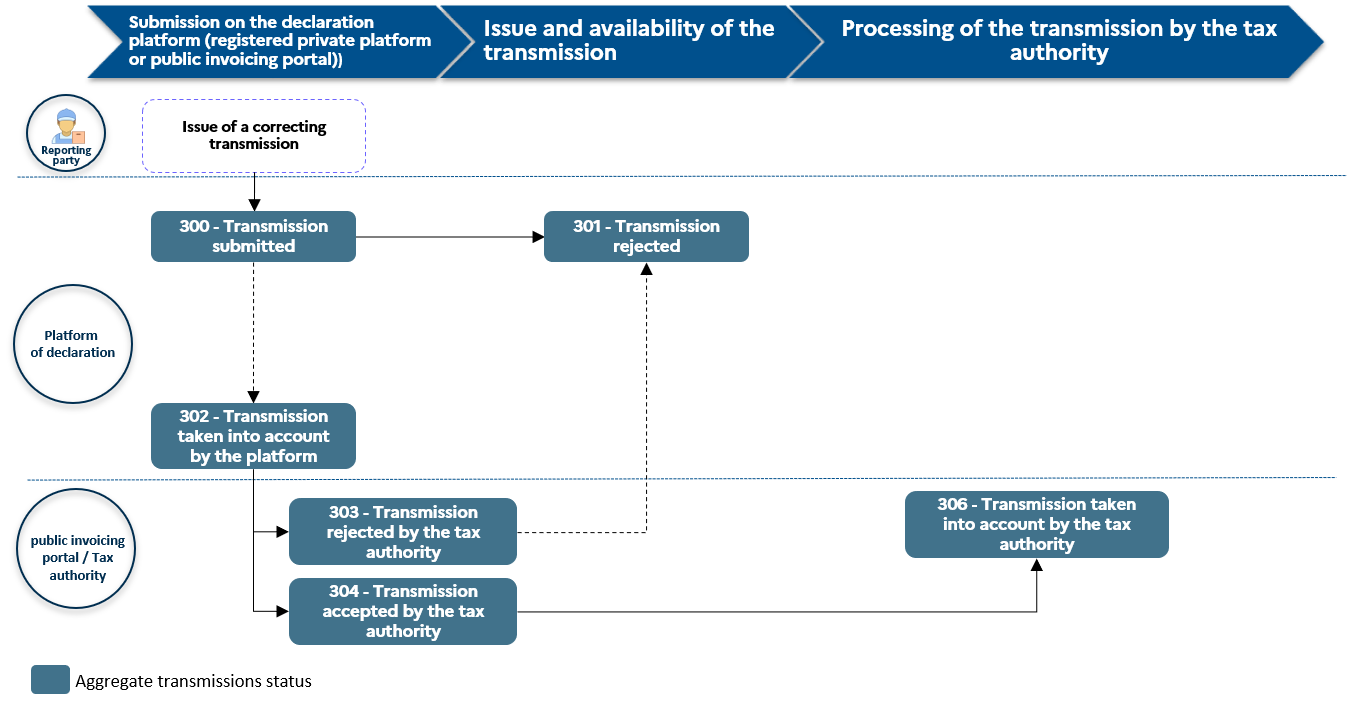 Submission on the declaration
platform (registered private platform
or public invoicing portal))
Issue and availability of the
transmission
Processing of the transmission by the tax
authority
Reporting
party
Issue of a correcting
transmission
300 - Transmission
submitted
301 - Transmission
rejected
Platform
of declaration
302 - Transmission
taken into account
by the platform
public invoicing
portal / Tax
authority
303 - Transmission
rejected by the tax
authority
306 - Transmission taken
into account by the tax
authority
304 - Transmission
accepted by the tax
authority
Aggregate transmissions status